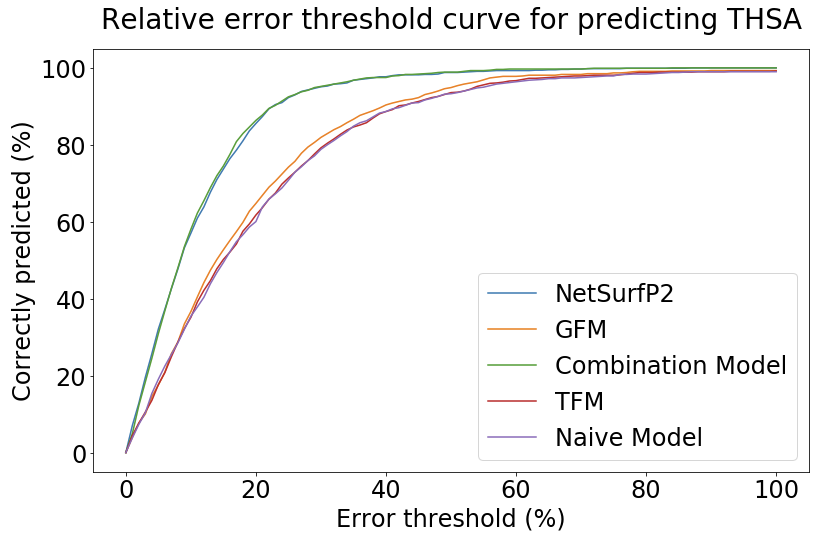 Relative error threshold curve for predicting THSA
Correctly predicted (%)
100
80
60
40
20
0
NetSurfP2
GFM
Combination Model
TFM
Naive Model
0 20 40 60 80 100
Error threshold (%)